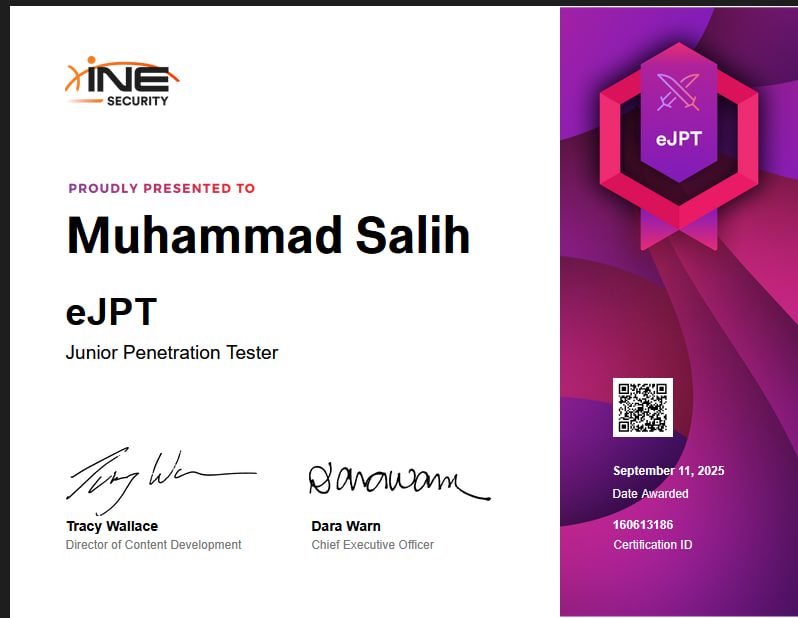 INE
SECURITY
PROUDLY PRESENTED TO
Muhammad Salih
eJPT
Junior Penetration Tester
Tracy Wallace
Director of Content Development
Dara Warn
Chief Executive Officer
eJPT
September 11, 2025
Date Awarded
160613186
Certification ID